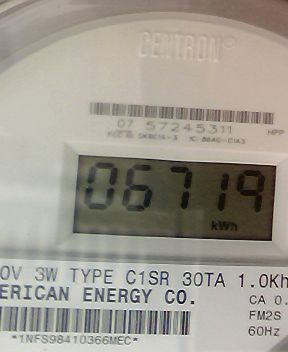 CENTRON®
07 57245311
HPP
06719
kWh
0V 3W TYPE C1SR 30TA 1.0Kh
ERICAN ENERGY CO.
CA 0.
FM2S
60Hz
*1NFS98410366MEC*